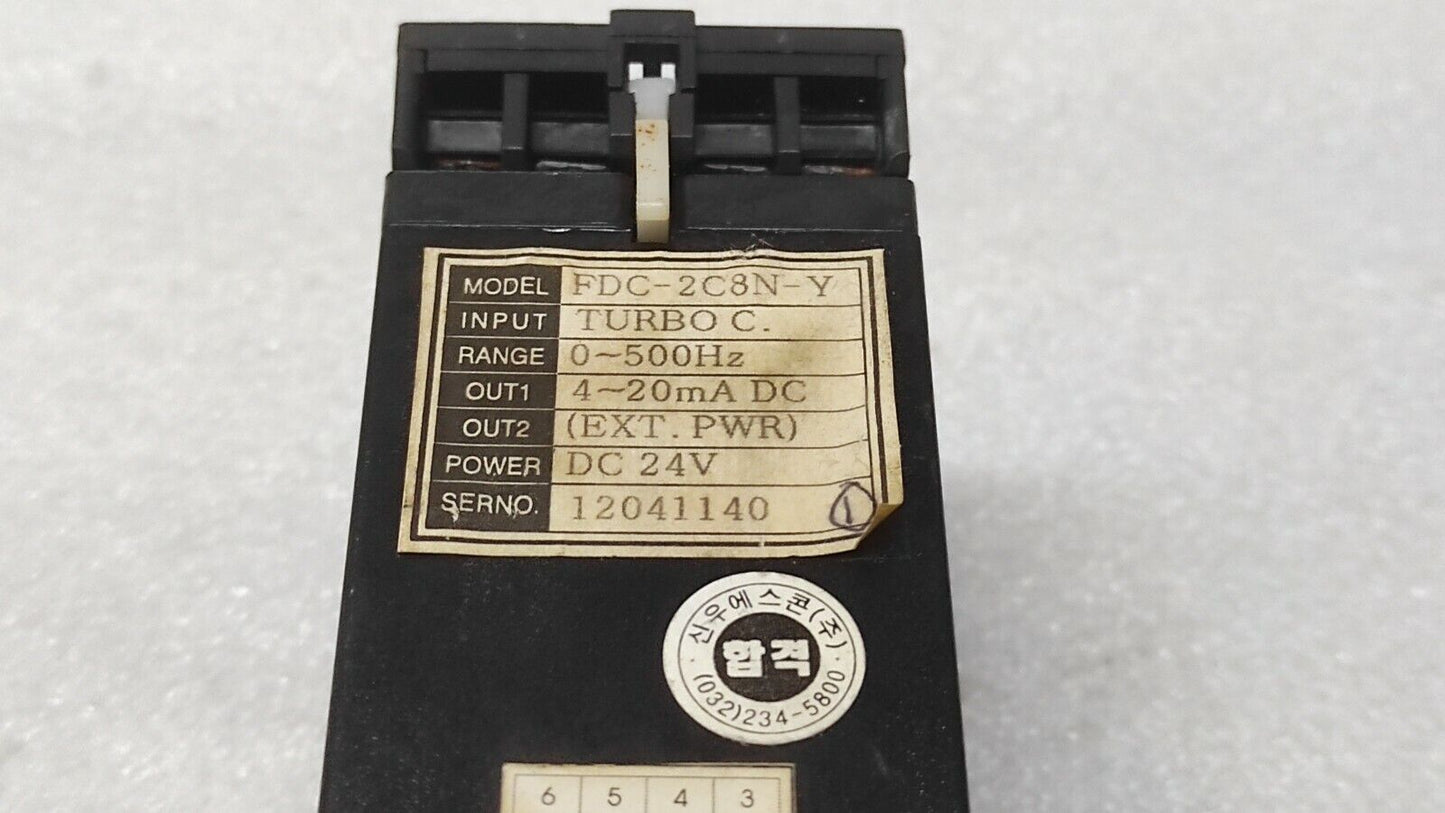 MODEL FDC-2C8N-Y
INPUT TURBO C.
RANGE 0~500Hz
OUT1 4~20mA DC
OUT2 (EXT. PWR)
POWER DC 24V
SERNO. 12041140 1
신우에스콘(주)
합격
(032)234-5800
6 5 4 3